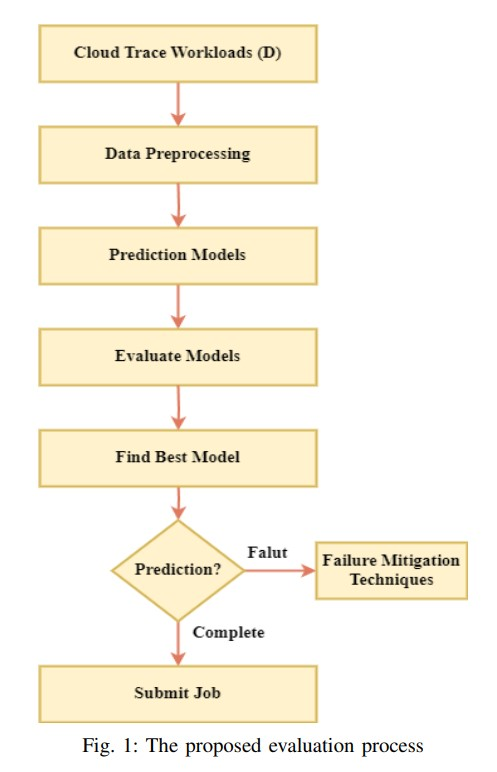 Cloud Trace Workloads (D)
Data Preprocessing
Prediction Models
Evaluate Models
Find Best Model
Prediction?
Falut
Failure Mitigation
Techniques
Complete
Submit Job
Fig. 1: The proposed evaluation process